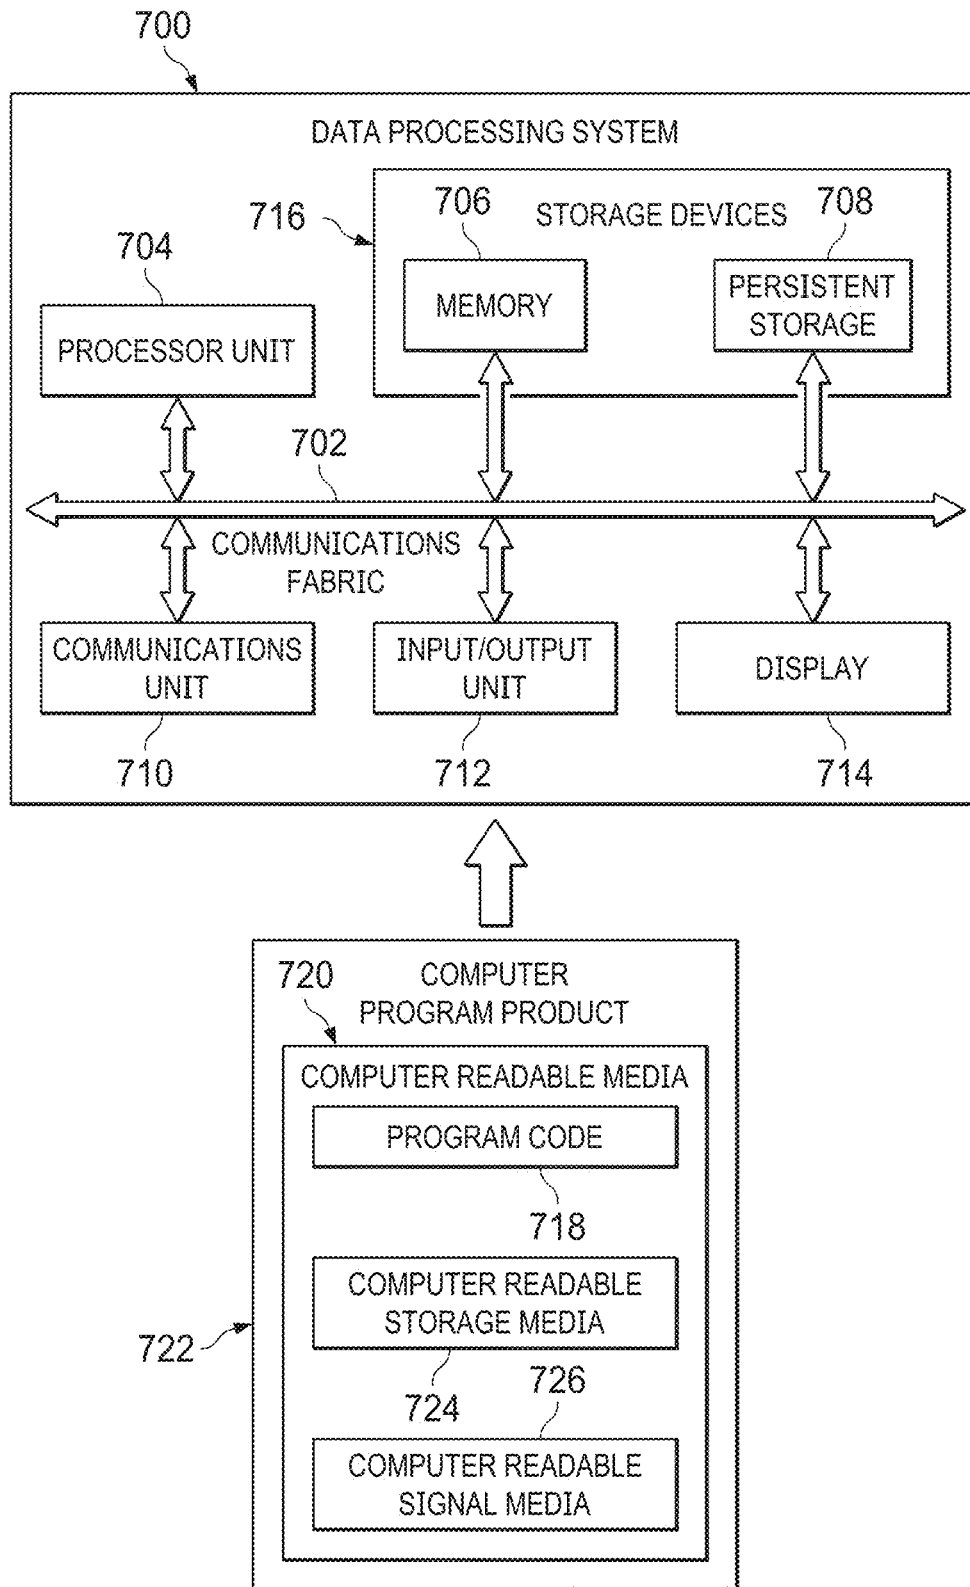 700
DATA PROCESSING SYSTEM
716
706
STORAGE DEVICES
708
704
MEMORY
PERSISTENT
STORAGE
PROCESSOR UNIT
702
COMMUNICATIONS
FABRIC
COMMUNICATIONS
UNIT
INPUT/OUTPUT
UNIT
DISPLAY
710
712
714
720
COMPUTER
PROGRAM PRODUCT
COMPUTER READABLE MEDIA
PROGRAM CODE
718
COMPUTER READABLE
STORAGE MEDIA
722
724
726
COMPUTER READABLE
SIGNAL MEDIA